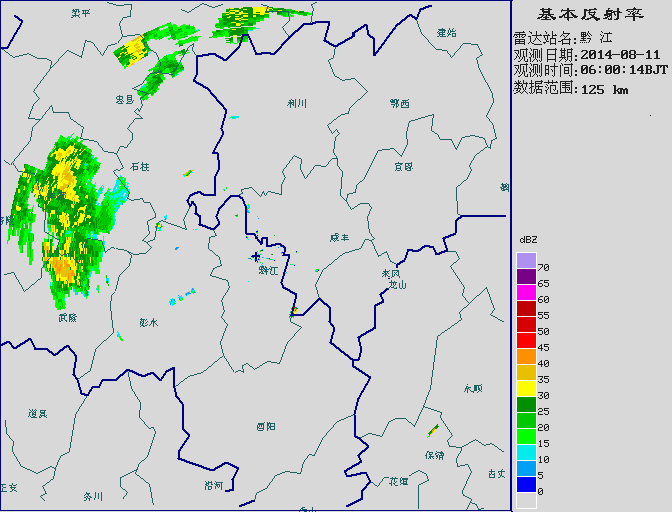 基本反射率
雷达站名:黔 江
观测日期:2014-08-11
观测时间:06:00:14BJT
数据范围:125 km
梁平
建始
忠县
利川
鄂西
石柱
宣恩
咸丰
黔江
来凤
龙山
武隆
彭水
永顺
道真
酉阳
保靖
古丈
正安
务川
沿河
花垣
dBZ
70
65
60
55
50
45
40
35
30
25
20
15
10
5
0